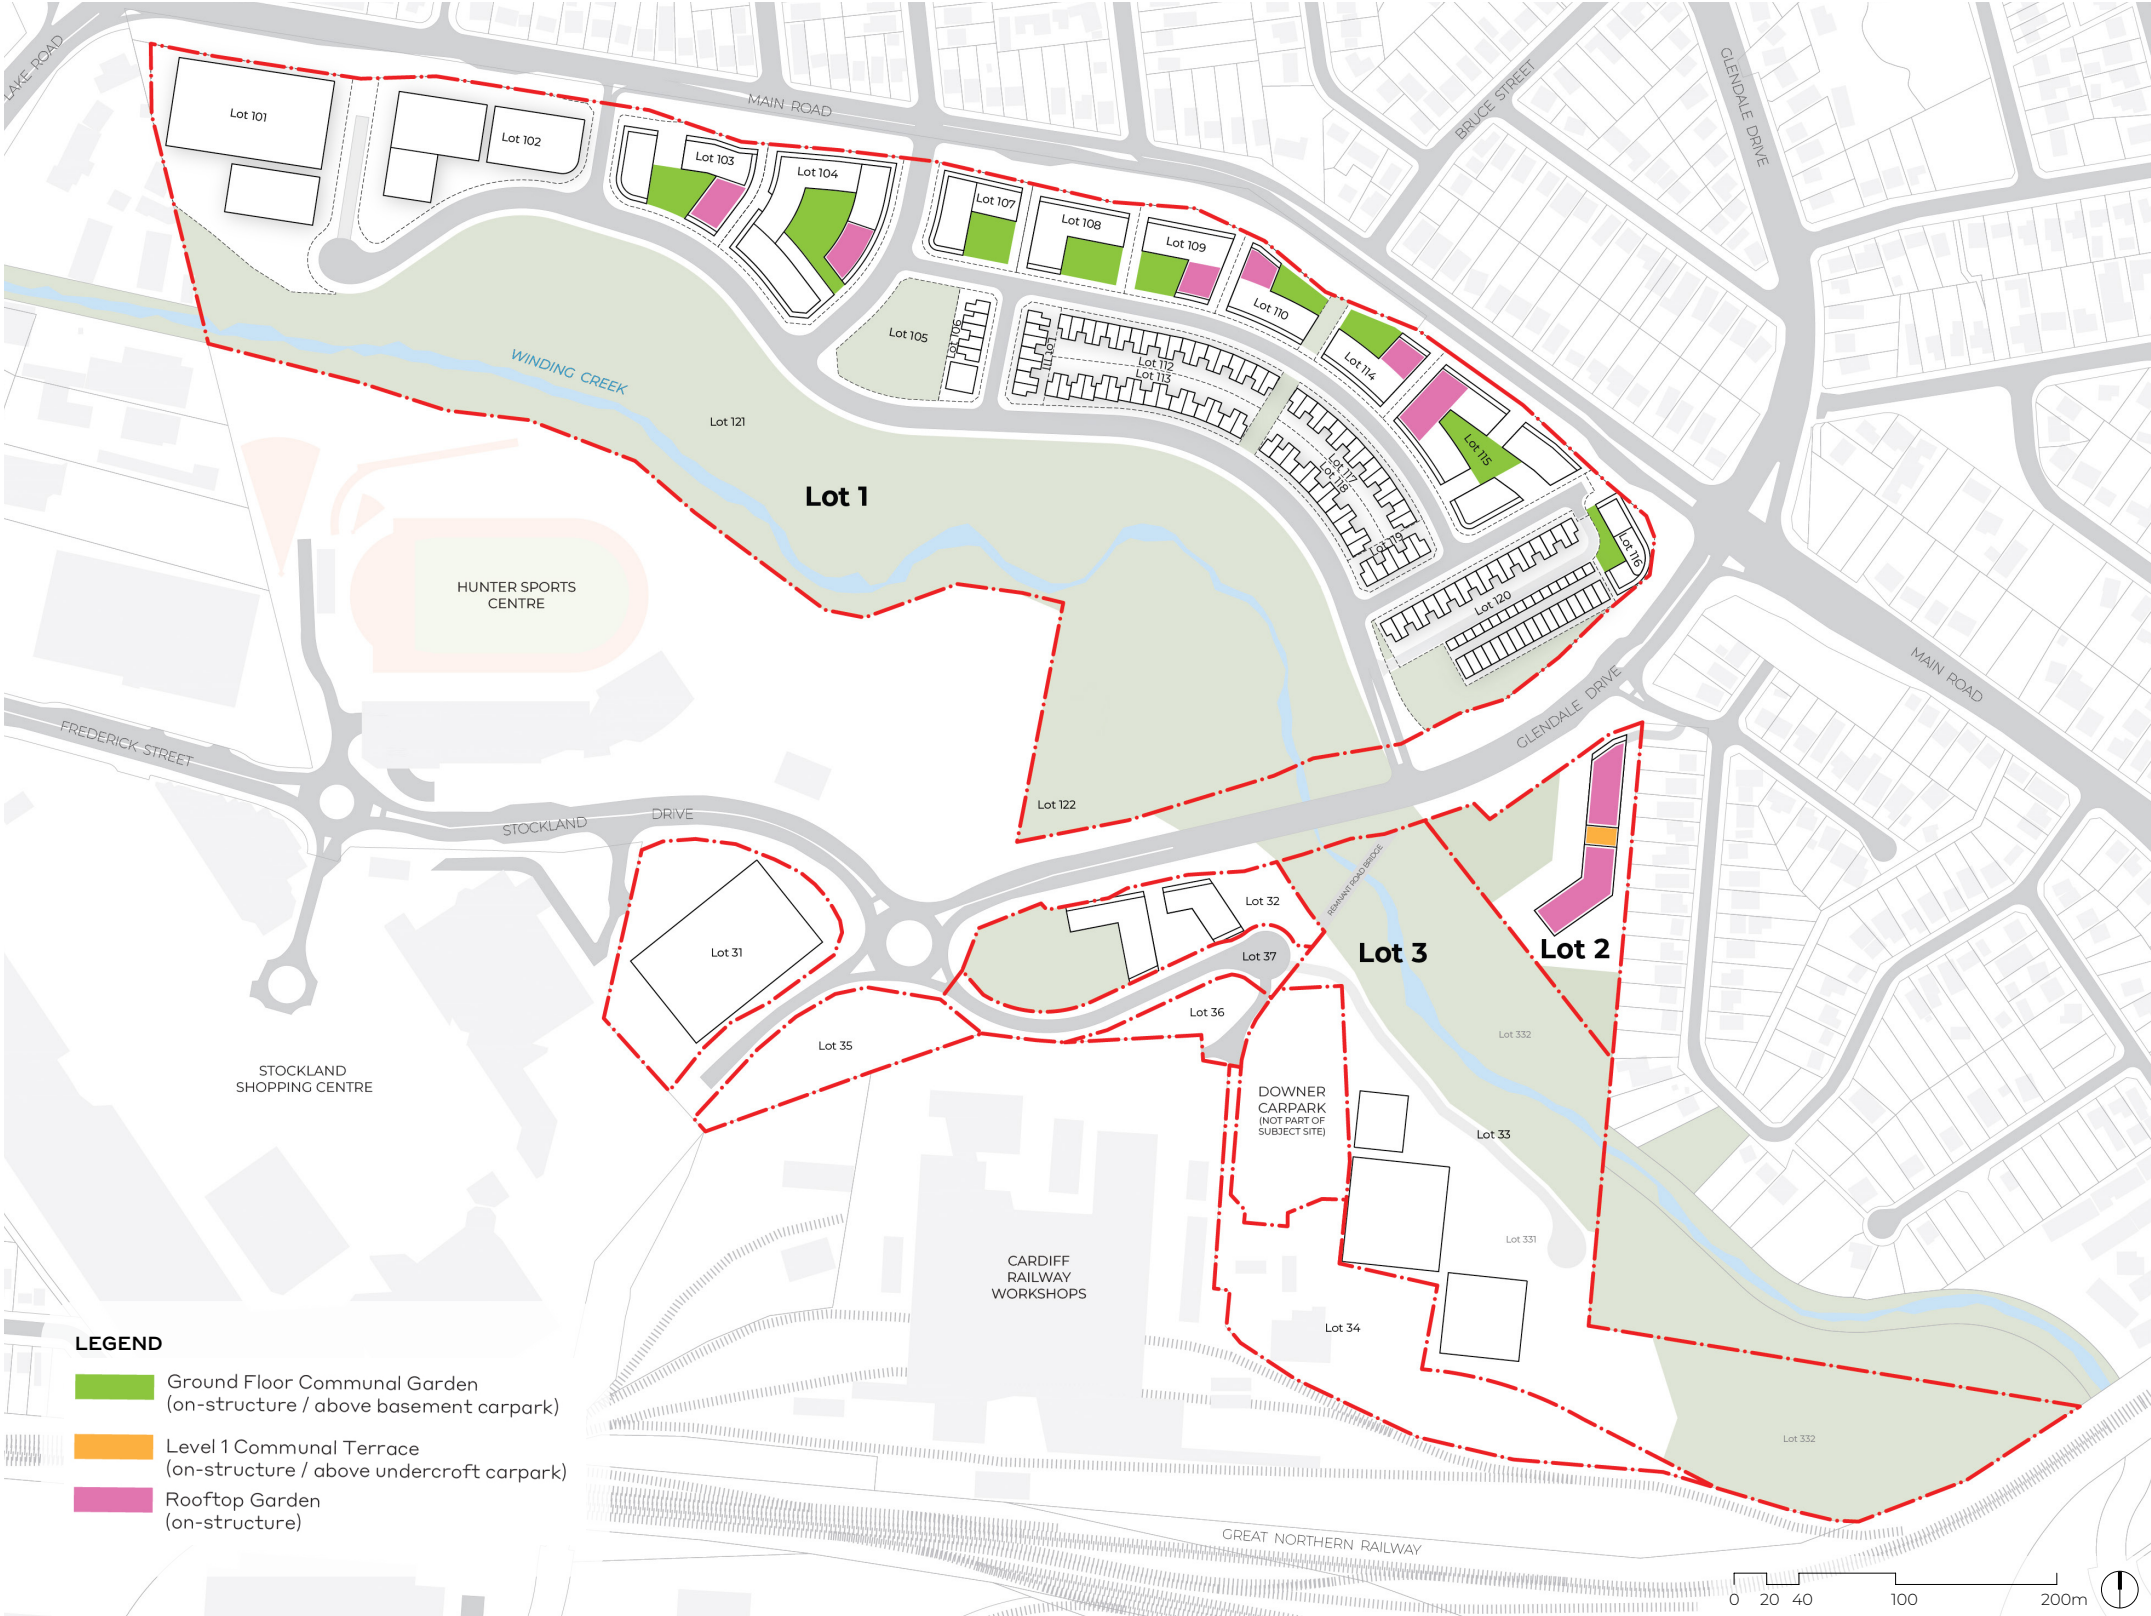 LAKE ROAD
MAIN ROAD
BRUCE STREET
GLENDALE DRIVE
Lot 101
Lot 102
Lot 103
Lot 104
Lot 107
Lot 108
Lot 109
Lot 110
Lot 105
Lot 106
Lot 111
Lot 112
Lot 113
Lot 114
Lot 115
Lot 116
Lot 117
Lot 118
Lot 119
Lot 120
WINDING CREEK
Lot 121
Lot 1
HUNTER SPORTS
CENTRE
MAIN ROAD
GLENDALE DRIVE
FREDERICK STREET
STOCKLAND DRIVE
Lot 122
REMNANT ROAD BRIDGE
Lot 31
Lot 32
Lot 37
Lot 3
Lot 2
Lot 36
Lot 35
Lot 332
STOCKLAND
SHOPPING CENTRE
DOWNER
CARPARK
(NOT PART OF
SUBJECT SITE)
Lot 33
Lot 331
CARDIFF
RAILWAY
WORKSHOPS
Lot 34
Lot 332
LEGEND
Ground Floor Communal Garden
(on-structure / above basement carpark)
Level 1 Communal Terrace
(on-structure / above undercroft carpark)
Rooftop Garden
(on-structure)
GREAT NORTHERN RAILWAY
0 20 40 100 200m